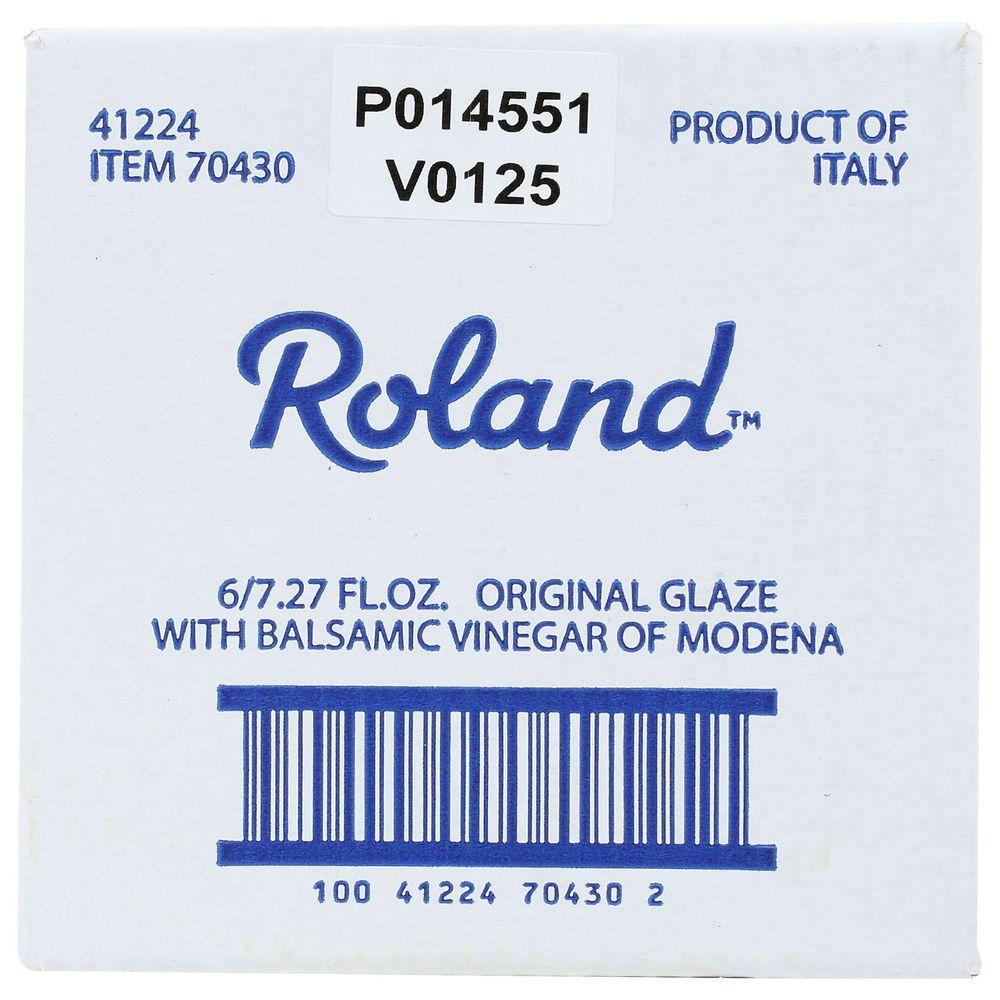 41224
ITEM 70430
P014551
V0125
PRODUCT OF
ITALY
Roland™
6/7.27 FL.OZ. ORIGINAL GLAZE
WITH BALSAMIC VINEGAR OF MODENA
100 41224 70430 2